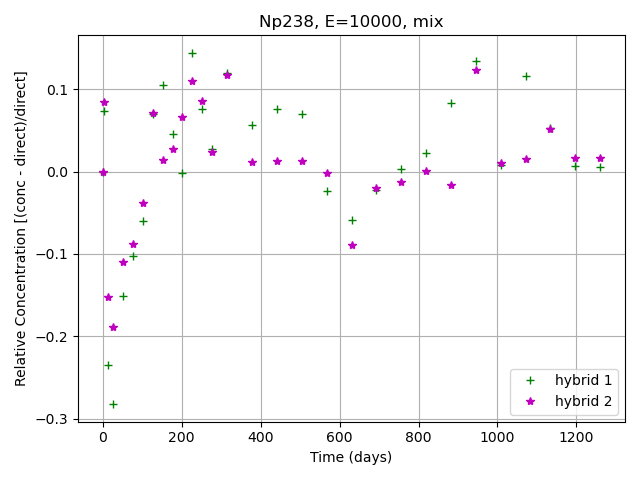 Np238, E=10000, mix
Relative Concentration [(conc - direct)/direct]
0.1
0.0
−0.1
−0.2
−0.3
0
200
400
600
800
1000
1200
Time (days)
hybrid 1
hybrid 2